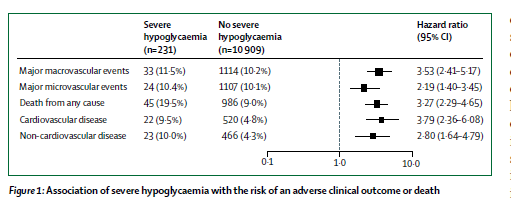 Severe hypoglycaemia (n=231) No severe hypoglycaemia (n=10 909) Hazard ratio (95% CI)
Major macrovascular events 33 (11·5%) 1114 (10·2%) 3·53 (2·41–5·17)
Major microvascular events 24 (10·4%) 1107 (10·1%) 2·19 (1·40–3·45)
Death from any cause 45 (19·5%) 986 (9·0%) 3·27 (2·29–4·65)
Cardiovascular disease 22 (9·5%) 520 (4·8%) 3·79 (2·36–6·08)
Non-cardiovascular disease 23 (10·0%) 466 (4·3%) 2·80 (1·64–4·79)
0·1 1·0 10·0
Figure 1: Association of severe hypoglycaemia with the risk of an adverse clinical outcome or death